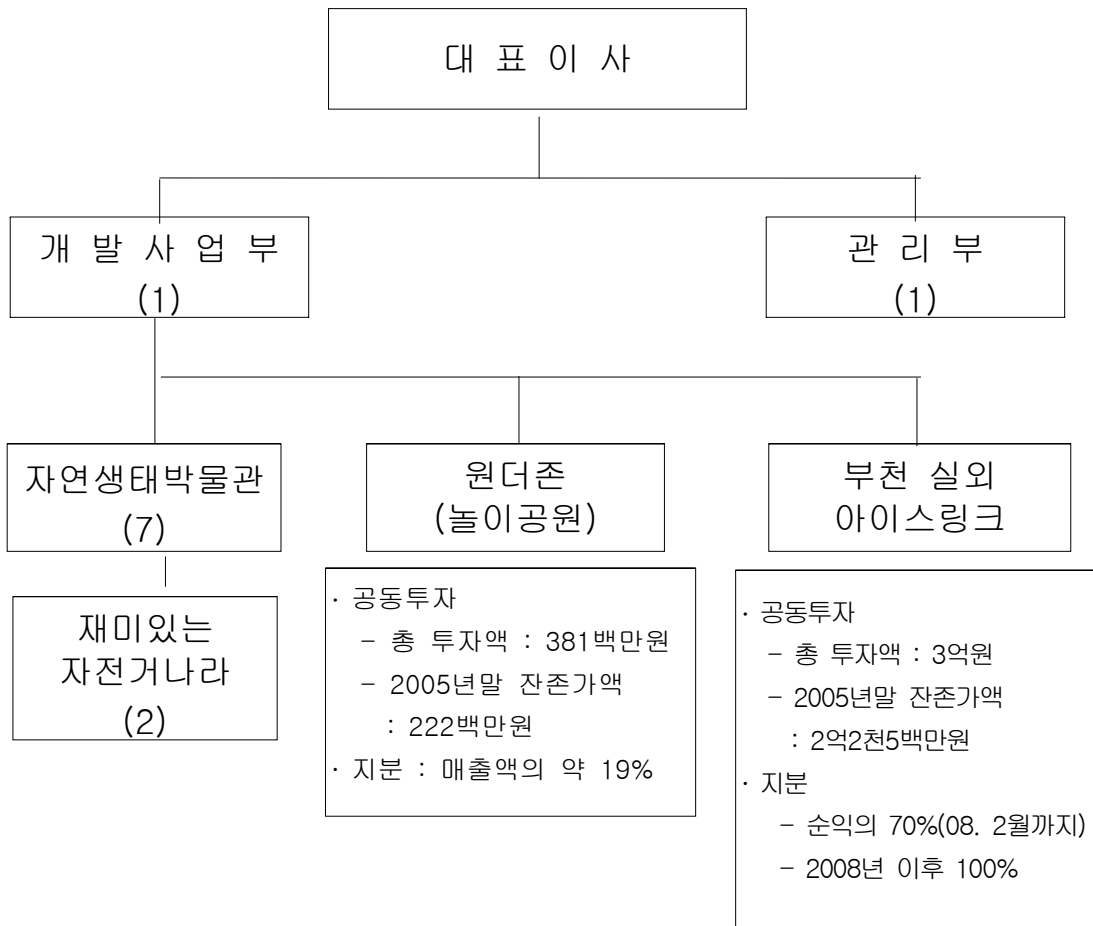 대 표 이 사
개 발 사 업 부
(1)
관 리 부
(1)
자연생태박물관
(7)
원더존
(놀이공원)
부천 실외
아이스링크
재미있는
자전거나라
(2)
· 공동투자
- 총 투자액 : 381백만원
- 2005년말 잔존가액
: 222백만원
· 지분 : 매출액의 약 19%
· 공동투자
- 총 투자액 : 3억원
- 2005년말 잔존가액
: 2억2천5백만원
· 지분
- 순익의 70%(08. 2월까지)
- 2008년 이후 100%